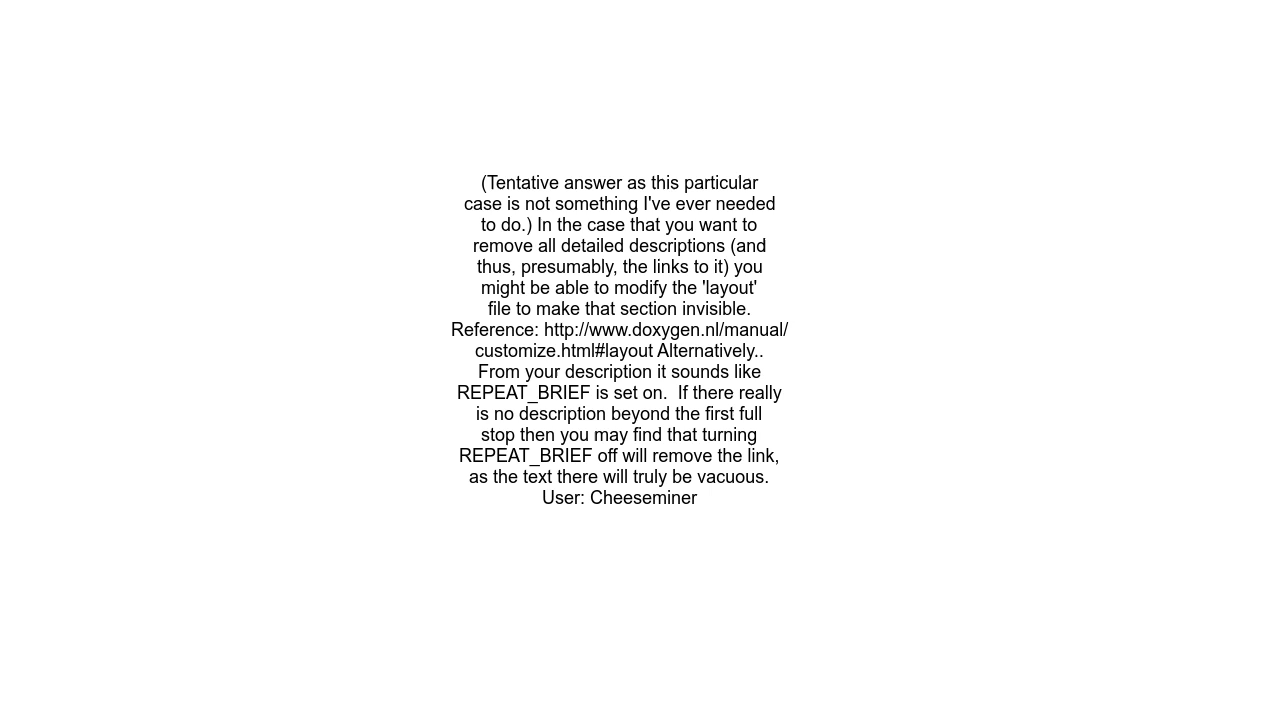 (Tentative answer as this particular
case is not something I've ever needed
to do.) In the case that you want to
remove all detailed descriptions (and
thus, presumably, the links to it) you
might be able to modify the 'layout'
file to make that section invisible.
Reference: http://www.doxygen.nl/manual/
customize.html#layout Alternatively..
From your description it sounds like
REPEAT_BRIEF is set on.  If there really
is no description beyond the first full
stop then you may find that turning
REPEAT_BRIEF off will remove the link,
as the text there will truly be vacuous.
User: Cheeseminer